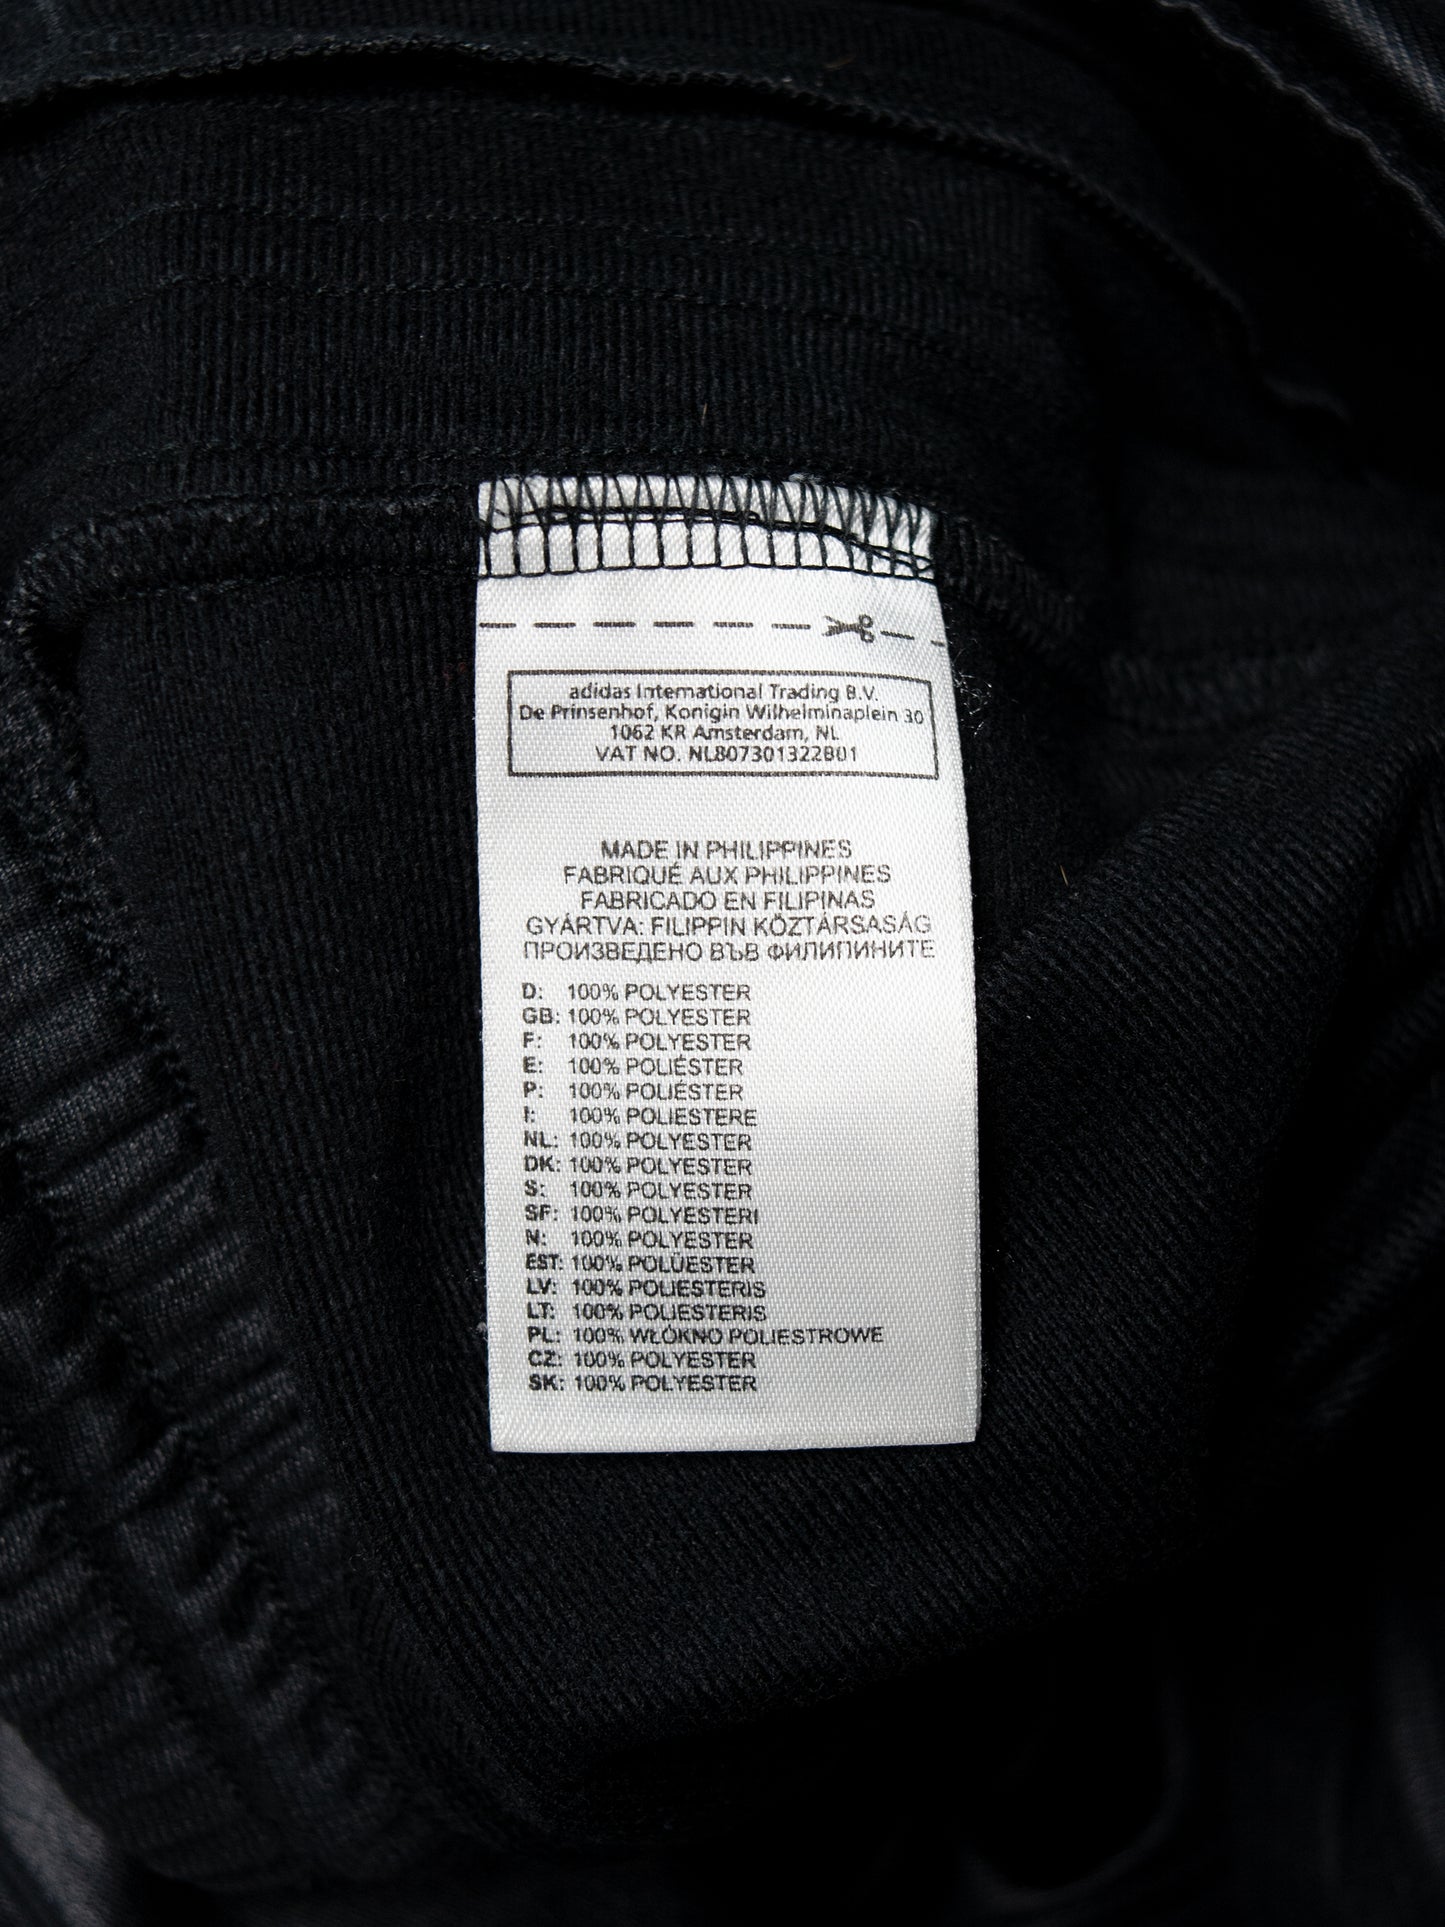 adidas International Trading B.V.
De Prinsenhof, Konigin Wilhelminaplein 30
1062 KR Amsterdam, NL
VAT NO. NL807301322B01
MADE IN PHILIPPINES
FABRIQUÉ AUX PHILIPPINES
FABRICADO EN FILIPINAS
GYÁRTVA: FILIPPIN KÖZTÁRSASÁG
ПРОИЗВЕДЕНО ВЪВ ФИЛИПИНИТЕ
D: 100% POLYESTER
GB: 100% POLYESTER
F: 100% POLYESTER
E: 100% POLIÉSTER
P: 100% POLIÉSTER
I: 100% POLIESTERE
NL: 100% POLYESTER
DK: 100% POLYESTER
S: 100% POLYESTER
SF: 100% POLYESTERI
N: 100% POLYESTER
EST: 100% POLÜESTER
LV: 100% POLIESTERIS
LT: 100% POLIESTERIS
PL: 100% WŁÓKNO POLIESTROWE
CZ: 100% POLYESTER
SK: 100% POLYESTER